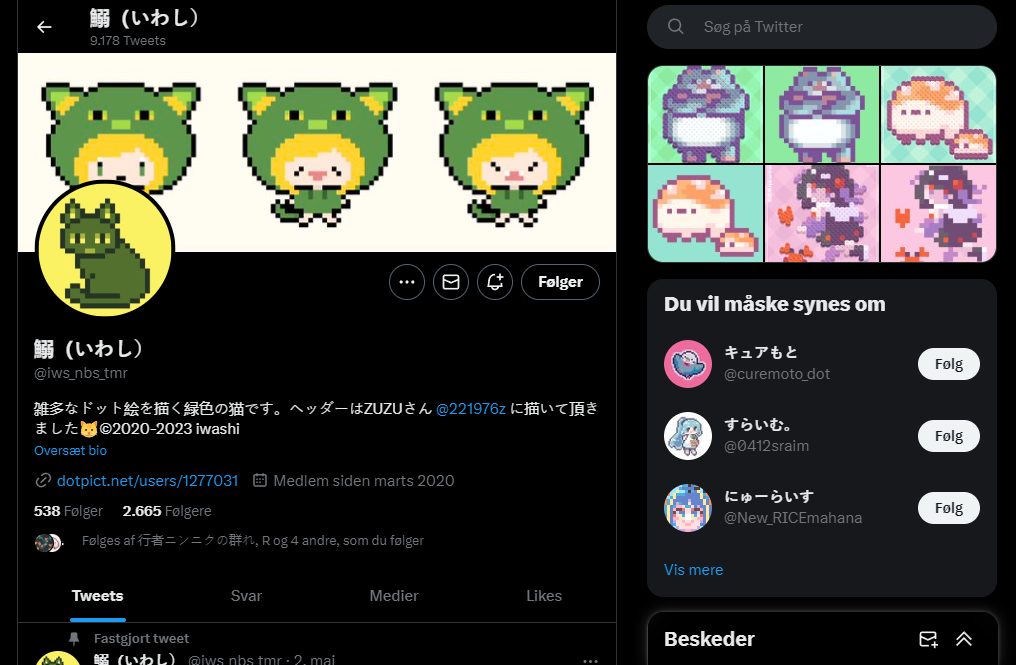 鰯（いわし）
9.178 Tweets
Følger
鰯（いわし）
@iws_nbs_tmr
雑多なドット絵を描く緑色の猫です。ヘッダーはZUZUさん @221976z に描いて頂き
ました🐱©2020-2023 iwashi
Oversæt bio
dotpict.net/users/1277031 Medlem siden marts 2020
538 Følger 2.665 Følgere
Følges af 行者ニンニクの群れ, R og 4 andre, som du følger
Tweets Svar Medier Likes
Fastgjort tweet
鰯（いわし） @iws_nbs_tmr · 2. maj
Søg på Twitter
Du vil måske synes om
キュアもと
@curemoto_dot
Følg
すらいむ。
@0412sraim
Følg
にゅーらいす
@New_RICEmahana
Følg
Vis mere
Beskeder